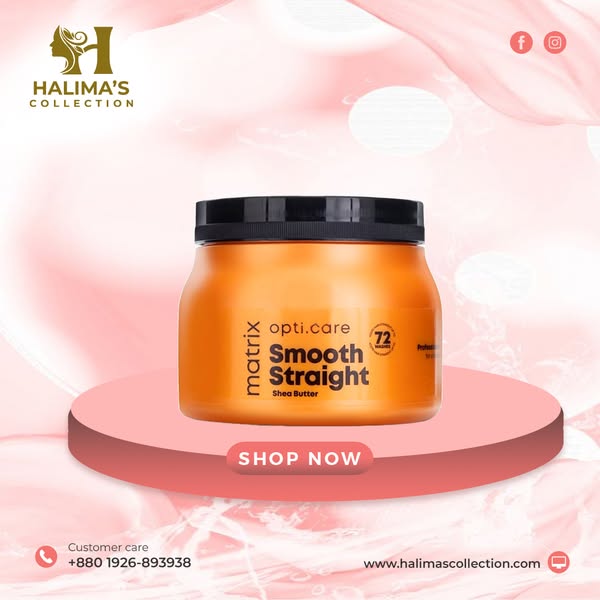 HALIMA'S
COLLECTION
matrix
opti.care
Smooth
Straight
Shea Butter
72
SHOP NOW
Customer care
+880 1926-893938
www.halimascollection.com